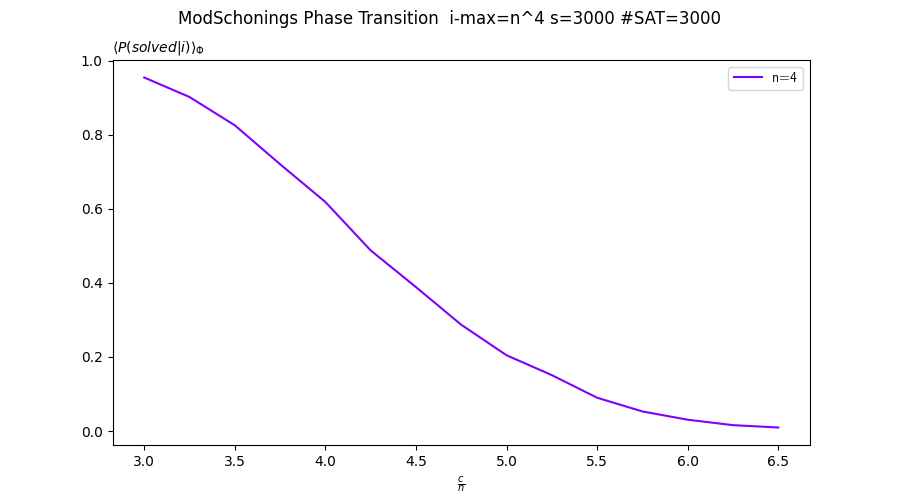 ModSchonings Phase Transition  i-max=n^4 s=3000 #SAT=3000
⟨P(solved|i)⟩_Φ
n=4
1.0
0.8
0.6
0.4
0.2
0.0
3.0 3.5 4.0 4.5 5.0 5.5 6.0 6.5
c/n